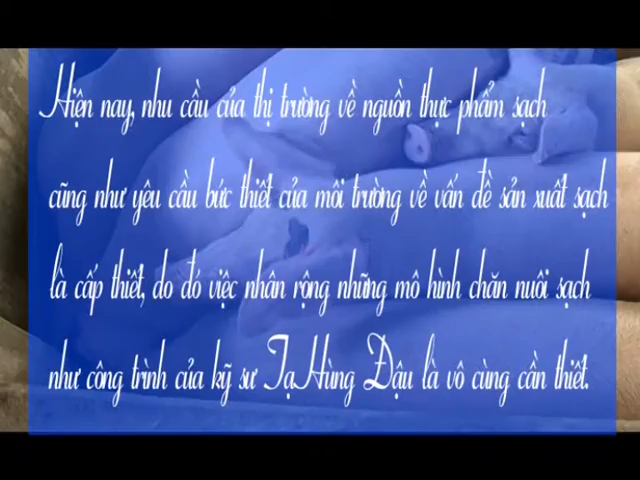 Hiện nay, nhu cầu của thị trường về nguồn thực phẩm sạch
cũng như yêu cầu bức thiết của môi trường về vấn đề sản xuất sạch
là cấp thiết, do đó việc nhân rộng những mô hình chăn nuôi sạch
như công trình của kỹ sư Tạ Hùng Đậu là vô cùng cần thiết.